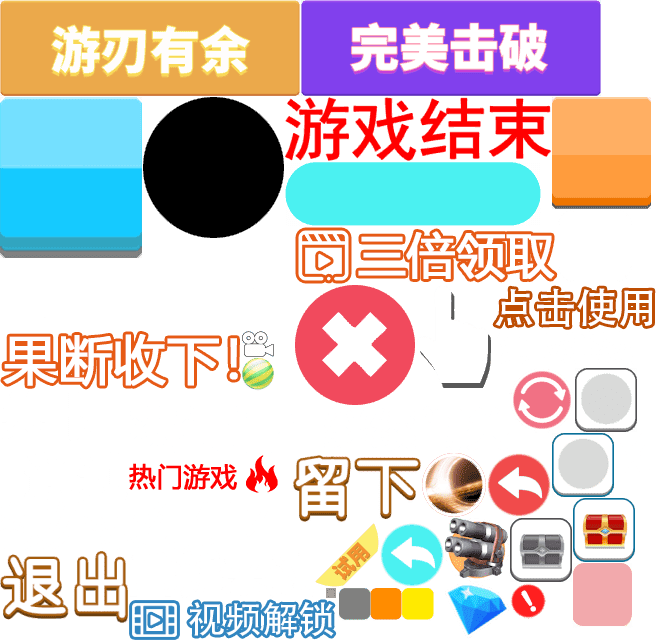 游刃有余
完美击破
游戏结束
三倍领取
点击使用
果断收下!
热门游戏
留下
试用
退出
视频解锁